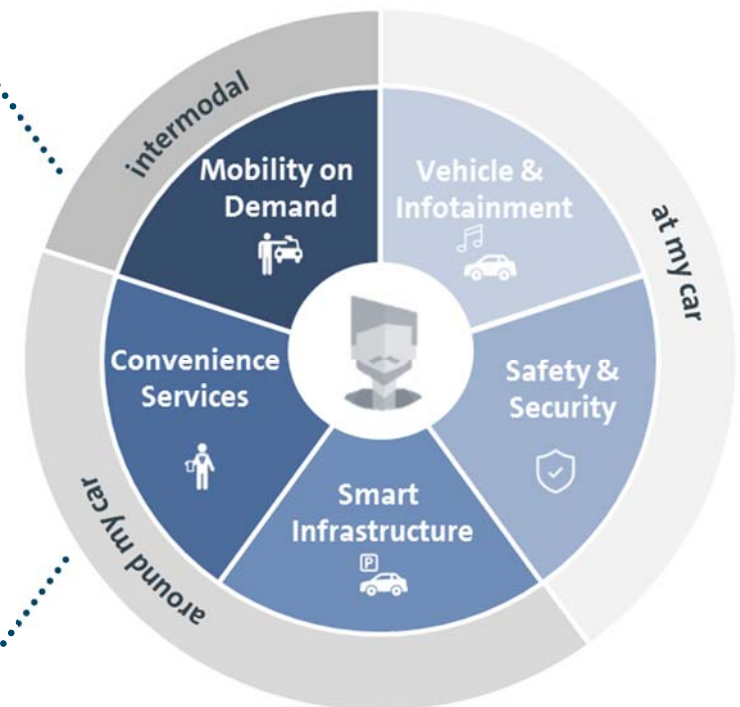 intermodal
Mobility on
Demand
Vehicle &
Infotainment
at my car
Convenience
Services
Safety &
Security
Smart
Infrastructure
P
around my car